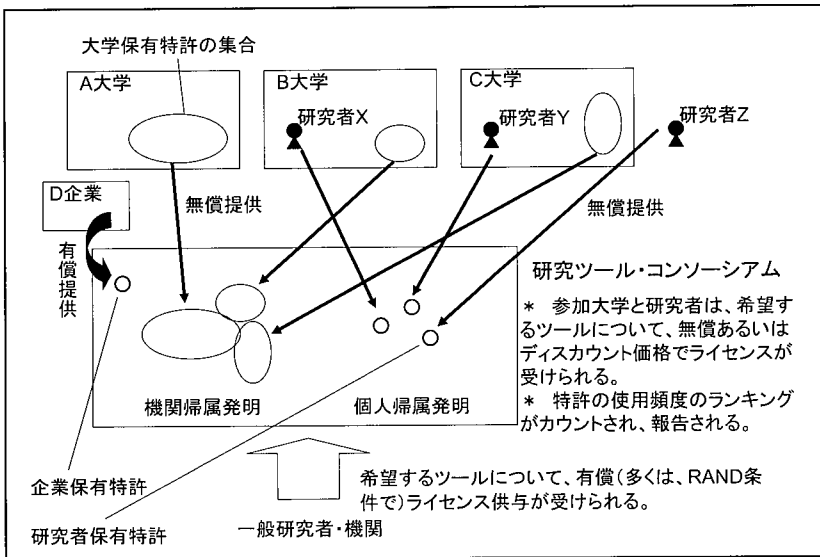 大学保有特許の集合
A大学
B大学
C大学
研究者X
研究者Y
研究者Z
D企業
無償提供
無償提供
有償提供
研究ツール・コンソーシアム
* 参加大学と研究者は、希望す
るツールについて、無償あるいは
ディスカウント価格でライセンスが
受けられる。
* 特許の使用頻度のランキング
がカウントされ、報告される。
機関帰属発明
個人帰属発明
企業保有特許
希望するツールについて、有償(多くは、RAND条
件で)ライセンス供与が受けられる。
研究者保有特許
一般研究者・機関